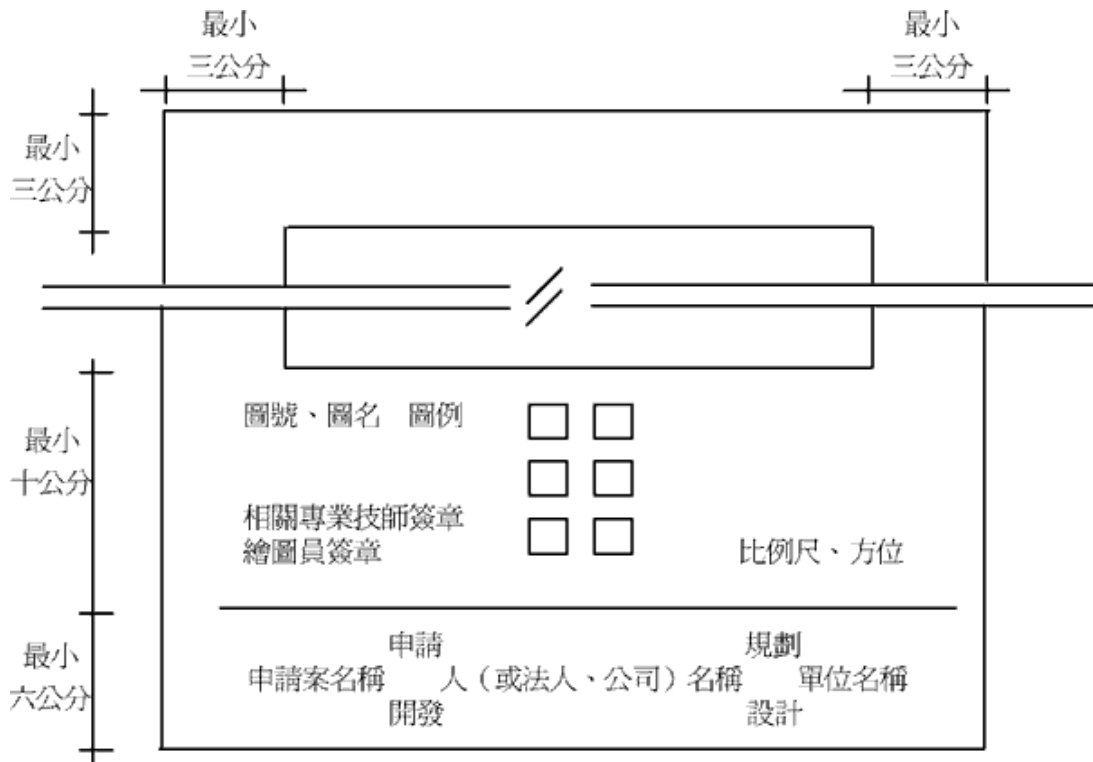 最小
三公分
最小
三公分
最小
三公分
最小
十公分
圖號、圖名　圖例
相關專業技師簽章
繪圖員簽章
比例尺、方位
最小
六公分
申請
規劃
申請案名稱
人（或法人、公司）名稱
單位名稱
開發
設計